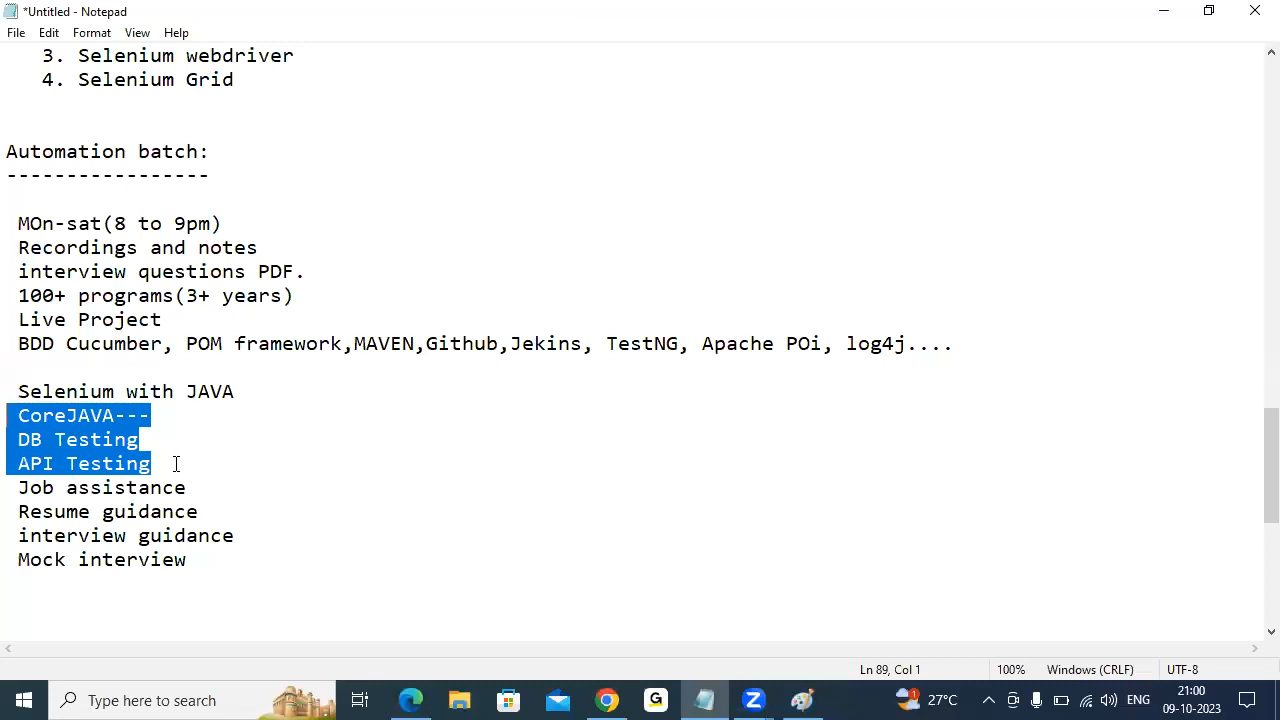 *Untitled - Notepad
File Edit Format View Help
3. Selenium webdriver
4. Selenium Grid
Automation batch:
-----------------
MOn-sat(8 to 9pm)
Recordings and notes
interview questions PDF.
100+ programs(3+ years)
Live Project
BDD Cucumber, POM framework,MAVEN,Github,Jekins, TestNG, Apache POi, log4j....
Selenium with JAVA
CoreJAVA---
DB Testing
API Testing
Job assistance
Resume guidance
interview guidance
Mock interview
Ln 89, Col 1 100% Windows (CRLF) UTF-8
Type here to search G Z 1 27°C ENG 21:00
09-10-2023